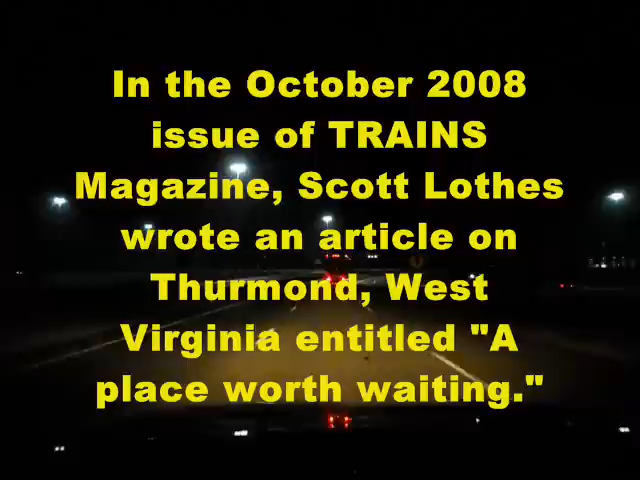 In the October 2008
issue of TRAINS
Magazine, Scott Lothes
wrote an article on
Thurmond, West
Virginia entitled "A
place worth waiting."